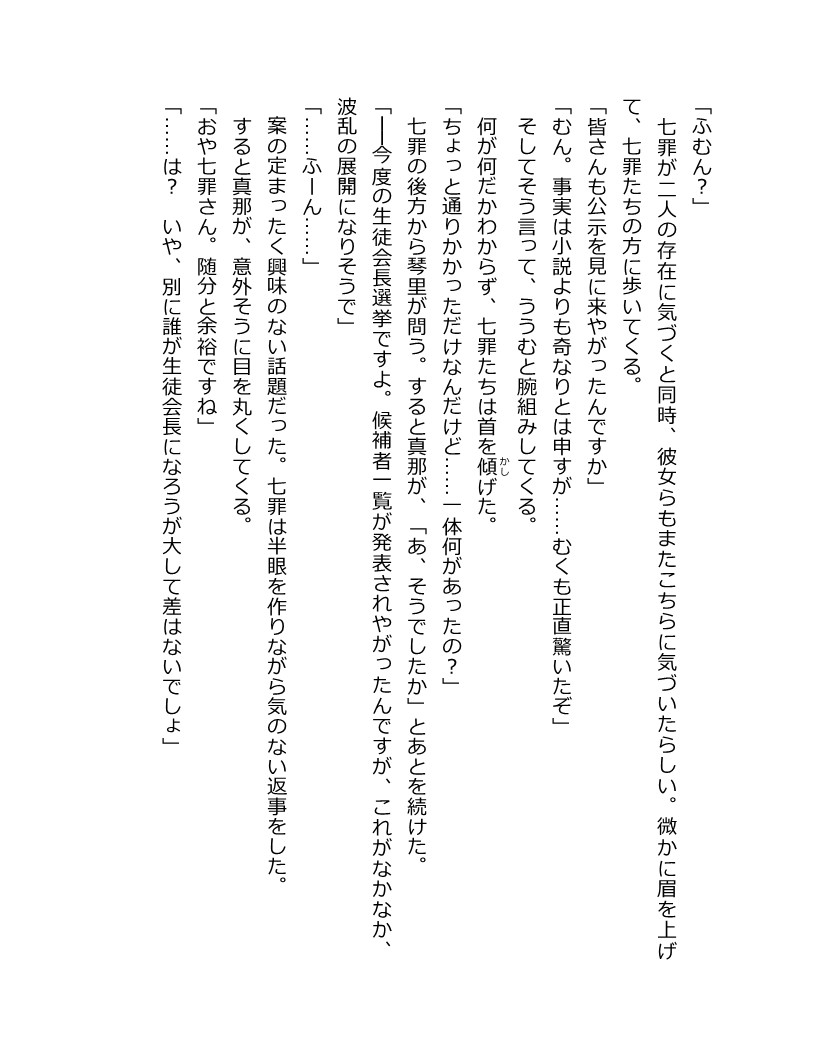 「ふむん？」
　七罪が二人の存在に気づくと同時、彼女らもまたこちらに気づいたらしい。微かに眉を上げ
て、七罪たちの方に歩いてくる。
「皆さんも公示を見に来やがったんですか」
「むん。事実は小説よりも奇なりとは申すが……むくも正直驚いたぞ」
　そしてそう言って、ううむと腕組みしてくる。
　何が何だかわからず、七罪たちは首を傾かしげた。
「ちょっと通りかかっただけなんだけど……一体何があったの？」
　七罪の後方から琴里が問う。すると真那が、「あ、そうでしたか」とあとを続けた。
「――今度の生徒会長選挙ですよ。候補者一覧が発表されやがったんですが、これがなかなか、
波乱の展開になりそうで」
「……ふーん……」
　案の定まったく興味のない話題だった。七罪は半眼を作りながら気のない返事をした。
　すると真那が、意外そうに目を丸くしてくる。
「おや七罪さん。随分と余裕ですね」
「……は？　いや、別に誰が生徒会長になろうが大して差はないでしょ」